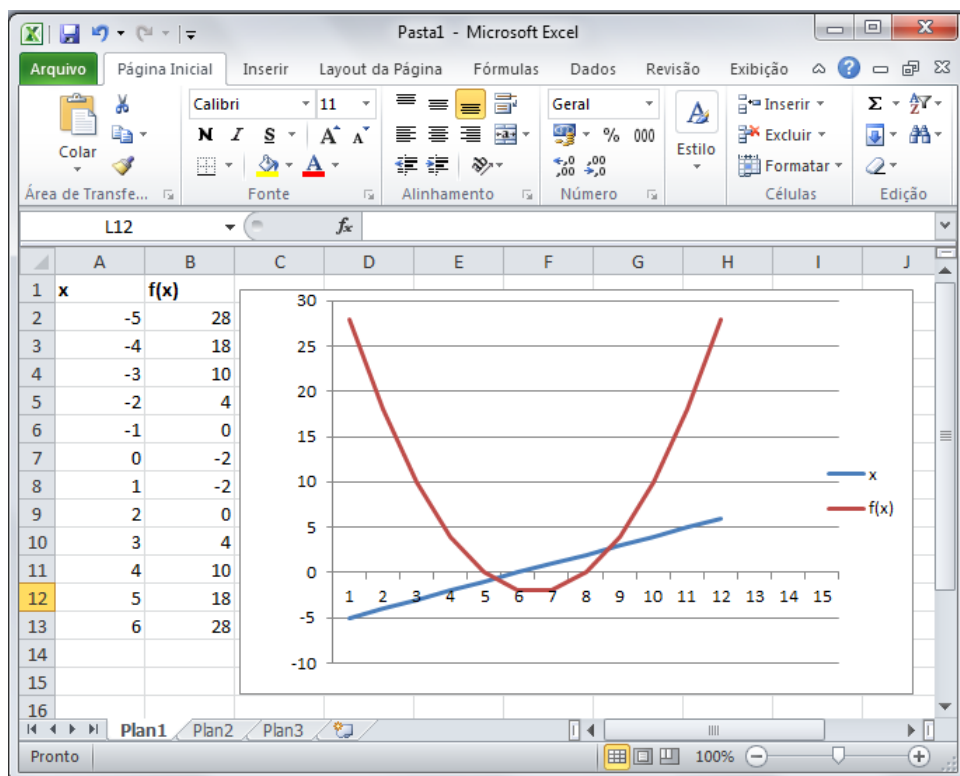 Pasta1 - Microsoft Excel
Arquivo Página Inicial Inserir Layout da Página Fórmulas Dados Revisão Exibição
Colar
Calibri 11
N I S A A
A
Geral
% 000
,0 ,00
,00 ,0
Estilo
Inserir
Excluir
Formatar
Σ
Área de Transfe... Fonte Alinhamento Número Células Edição
L12 fx
A B C D E F G H I J
1 x f(x)
2 -5 28
3 -4 18
4 -3 10
5 -2 4
6 -1 0
7 0 -2
8 1 -2
9 2 0
10 3 4
11 4 10
12 5 18
13 6 28
14
15
16
30
25
20
15
10
5
0
-5
-10
1 2 3 4 5 6 7 8 9 10 11 12 13 14 15
x
f(x)
Plan1 Plan2 Plan3
Pronto 100%